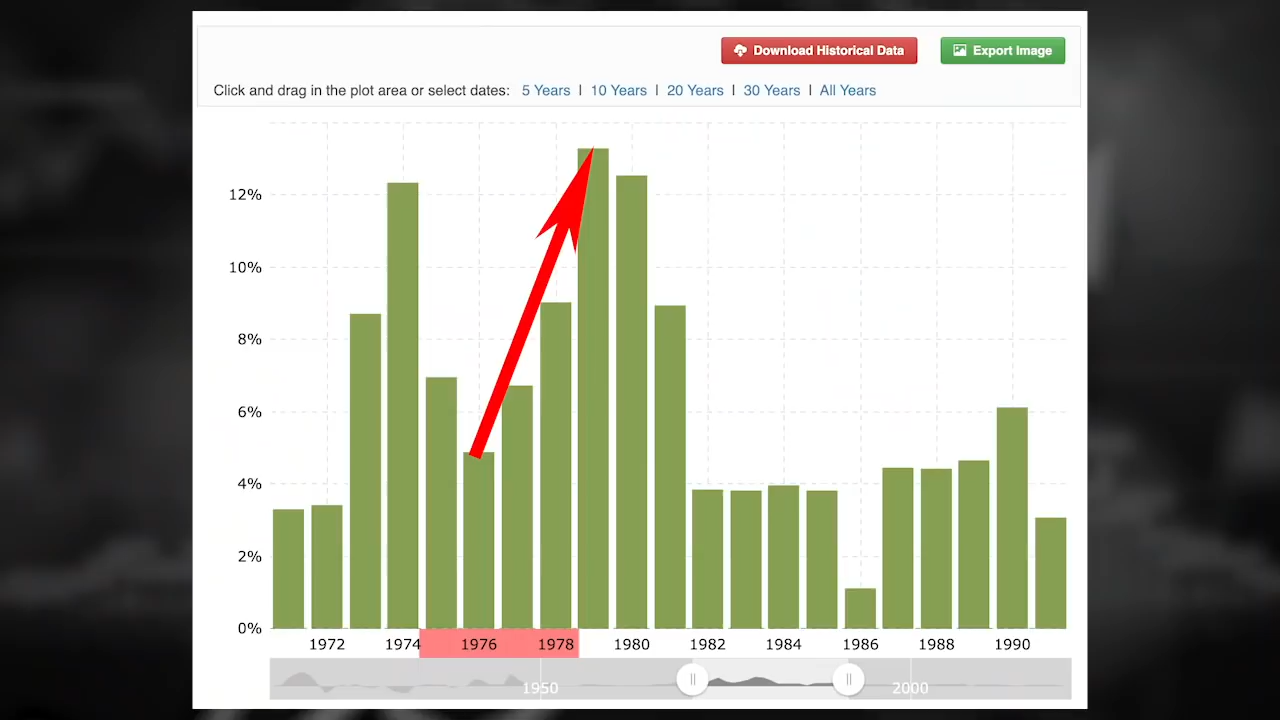 Download Historical Data
Export Image
Click and drag in the plot area or select dates: 5 Years | 10 Years | 20 Years | 30 Years | All Years
12%
10%
8%
6%
4%
2%
0%
1972 1974 1976 1978 1980 1982 1984 1986 1988 1990
1950 2000